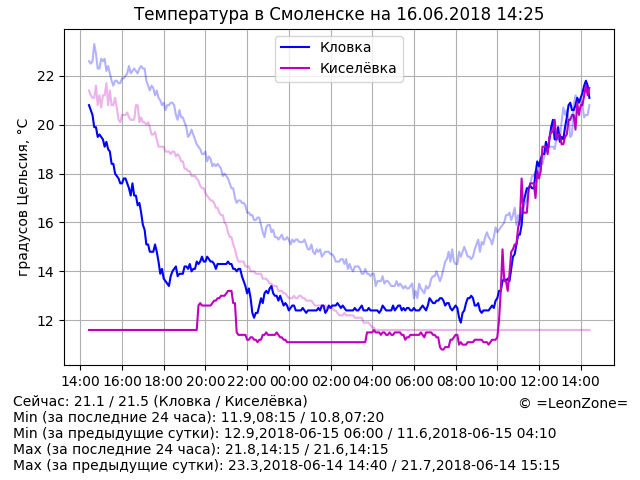 Температура в Смоленске на 16.06.2018 14:25
Кловка
Киселёвка
градусов Цельсия, °C
22
20
18
16
14
12
14:00 16:00 18:00 20:00 22:00 00:00 02:00 04:00 06:00 08:00 10:00 12:00 14:00
Сейчас: 21.1 / 21.5 (Кловка / Киселёвка)
© =LeonZone=
Min (за последние 24 часа): 11.9,08:15 / 10.8,07:20
Min (за предыдущие сутки): 12.9,2018-06-15 06:00 / 11.6,2018-06-15 04:10
Max (за последние 24 часа): 21.8,14:15 / 21.6,14:15
Max (за предыдущие сутки): 23.3,2018-06-14 14:40 / 21.7,2018-06-14 15:15